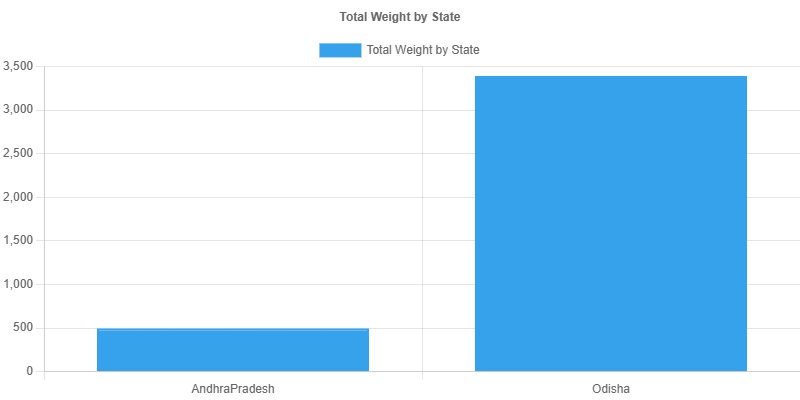 Total Weight by State
Total Weight by State
3,500
3,000
2,500
2,000
1,500
1,000
500
0
AndhraPradesh
Odisha